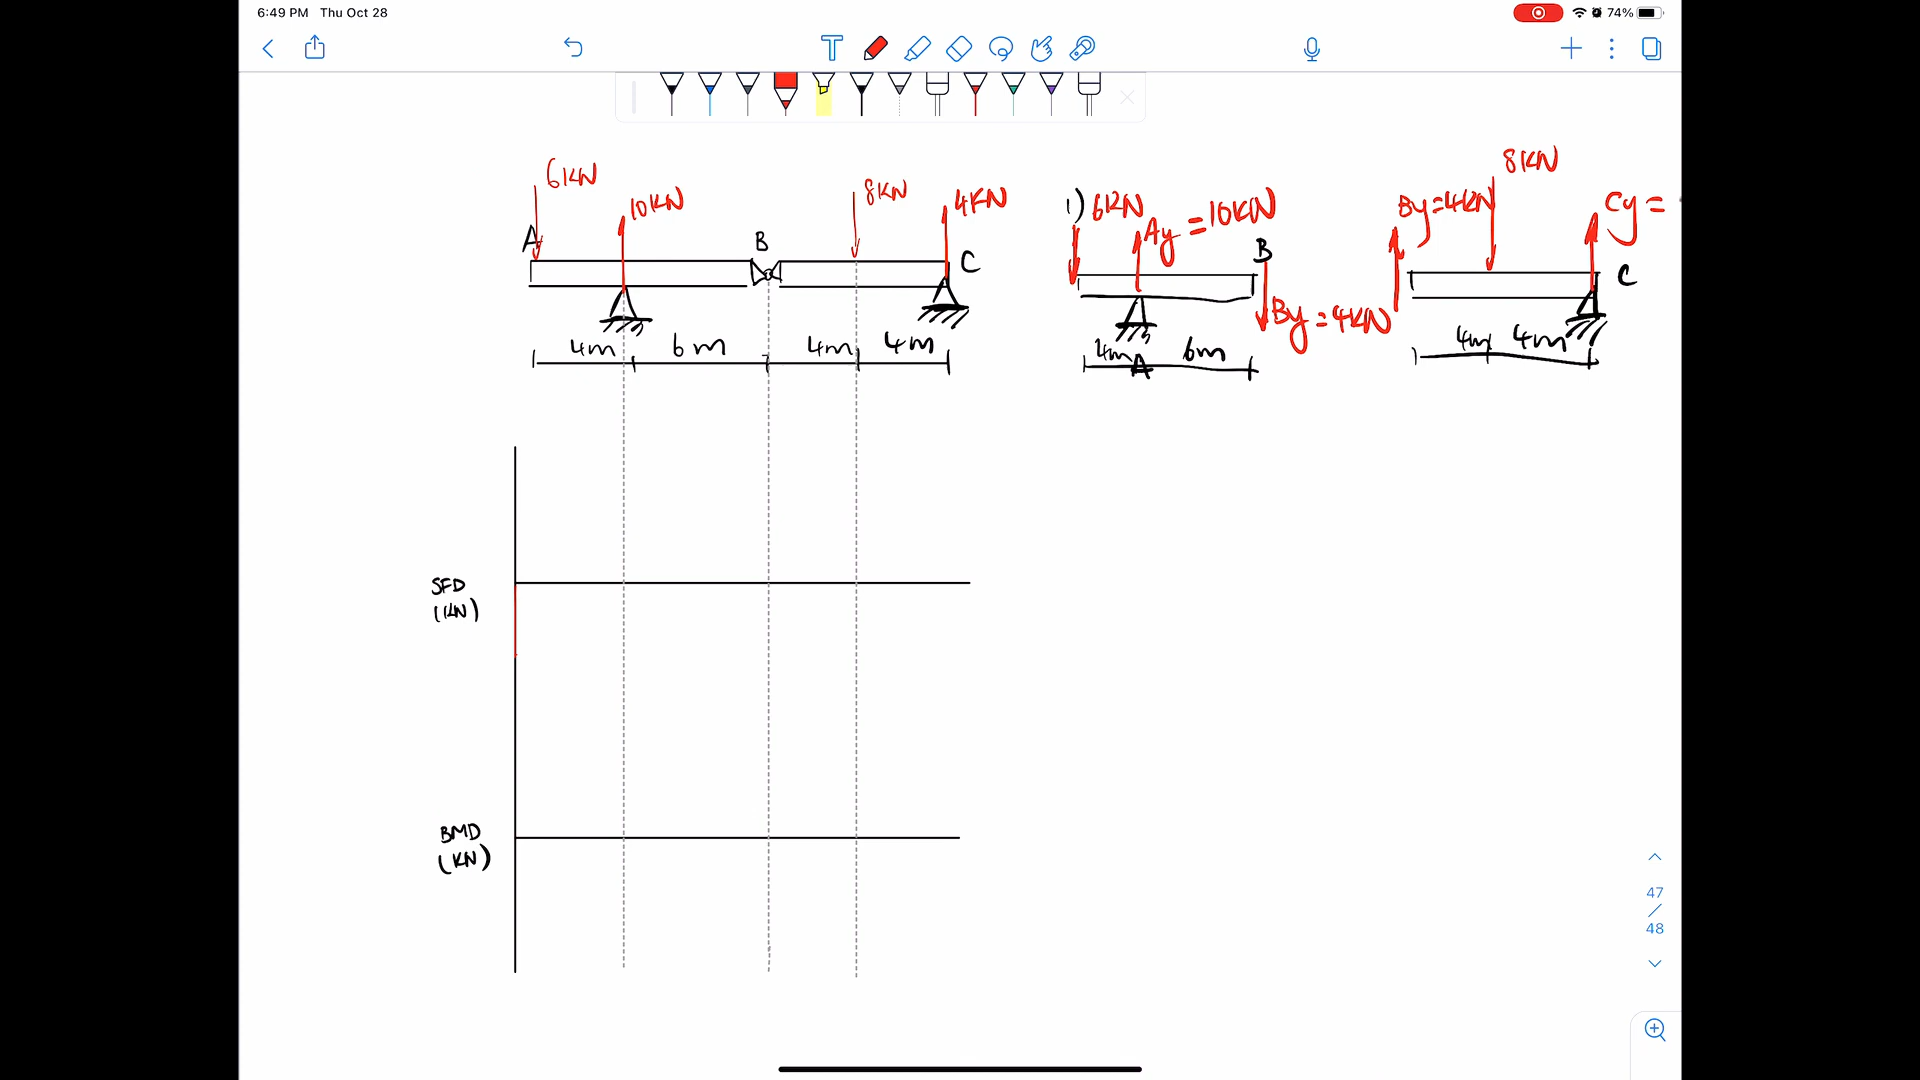 6:49 PM Thu Oct 28
74%
T
6KN
10KN
8KN
4KN
A
B
C
4m
6m
4m
4m
1) 6KN
Ay = 10KN
B
By = 4KN
4m
A
6m
8KN
By = 4KN
Cy =
C
4m
4m
SFD
(KN)
BMD
(KN)
47
/
48